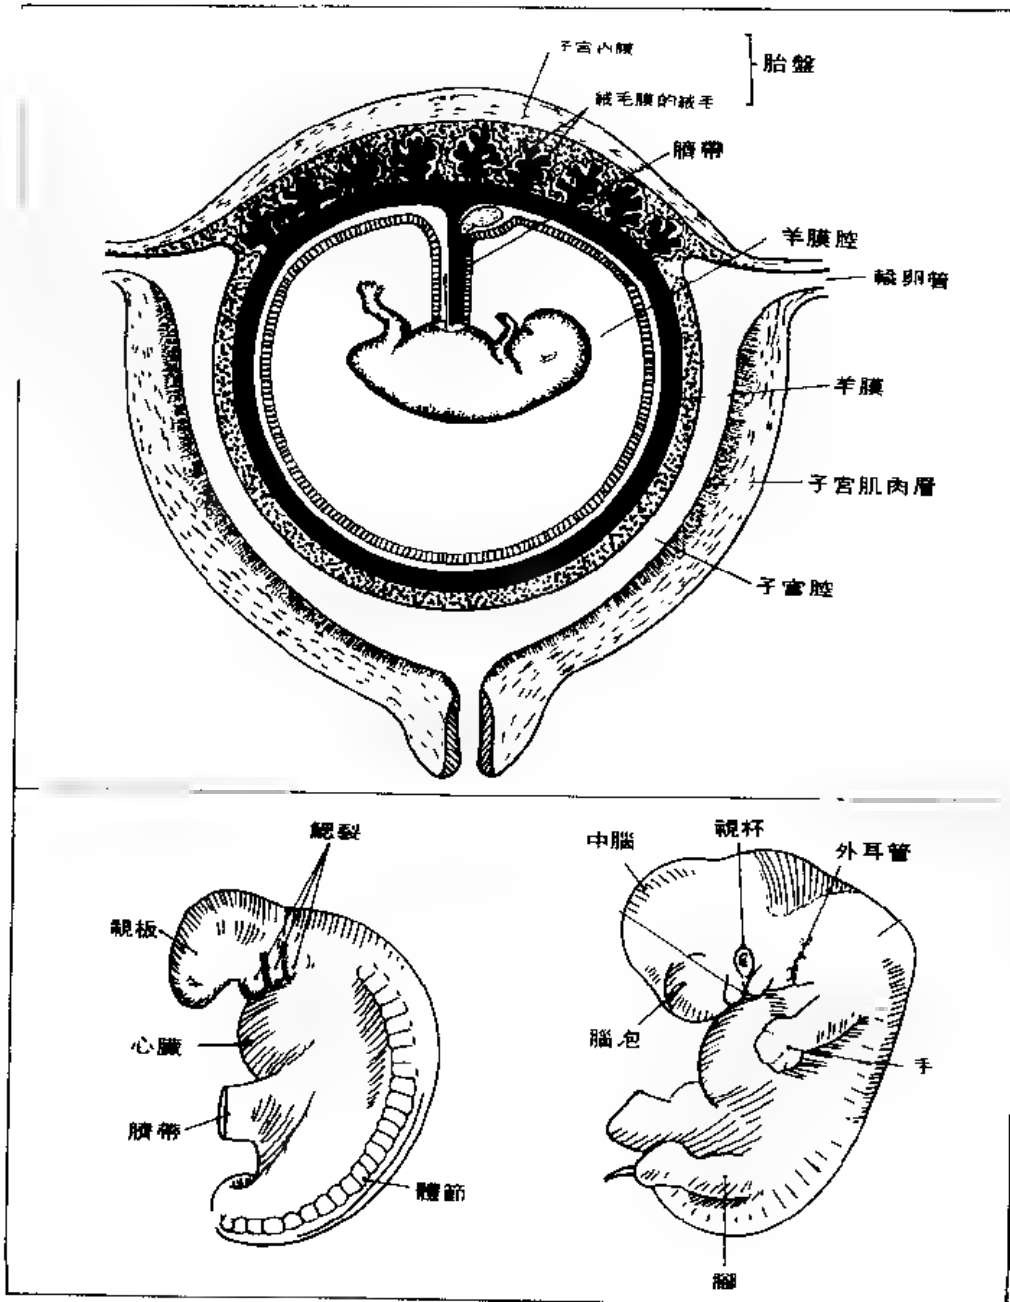 子宮內膜
胎盤
絨毛膜的絨毛
臍帶
羊膜腔
輸卵管
羊膜
子宮肌肉層
子宮腔
鰓裂
視板
心臟
臍帶
體節
中腦
視杯
外耳管
腦泡
手
腳